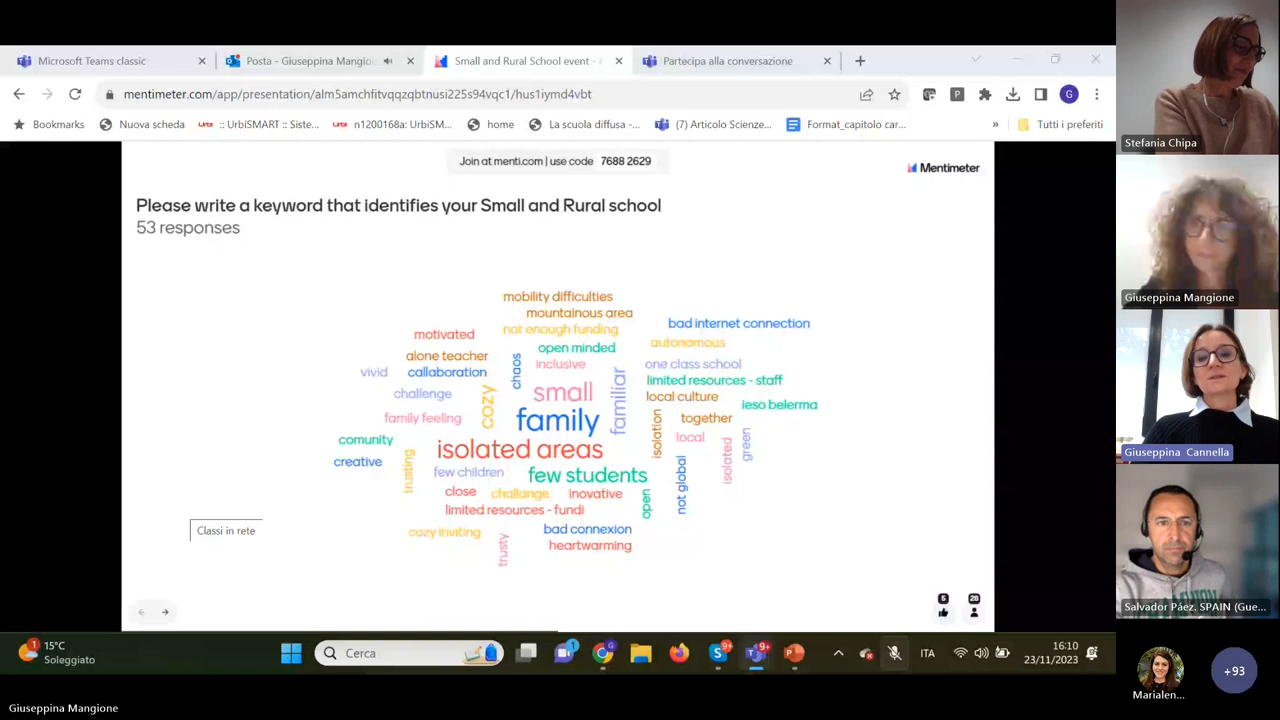 Microsoft Teams classic
Posta - Giuseppina Mangio
Small and Rural School event -
Partecipa alla conversazione
mentimeter.com/app/presentation/alm5amchfitvqqzqbtnusi225s94vqc1/hus1iymd4vbt
G
Bookmarks
Nuova scheda
:: UrbiSMART :: Siste...
n1200168a: UrbiSM...
home
La scuola diffusa -...
(7) Articolo Scienze...
Format_capitolo car...
»
Tutti i preferiti
Join at menti.com | use code 7688 2629
Mentimeter
Please write a keyword that identifies your Small and Rural school
53 responses
mobility difficulties
mountainous area
not enough funding
bad internet connection
motivated
autonomous
open minded
alone teacher
chaos
inclusive
one class school
vivid
callaboration
familiar
limited resources - staff
challenge
cozy
small
local culture
ieso belerma
family feeling
family
isolation
together
comunity
local
isolated
green
isolated areas
creative
trusting
few children
few students
not global
close
challange
inovative
open
limited resources - fundi
cozy inviting
bad connexion
trusty
heartwarming
Classi in rete
5
28
15°C
Soleggiato
Cerca
ITA
16:10
23/11/2023
Stefania Chipa
Giuseppina Mangione
Giuseppina Cannella
Salvador Páez. SPAIN (Gue...
Marialen...
+93
Giuseppina Mangione